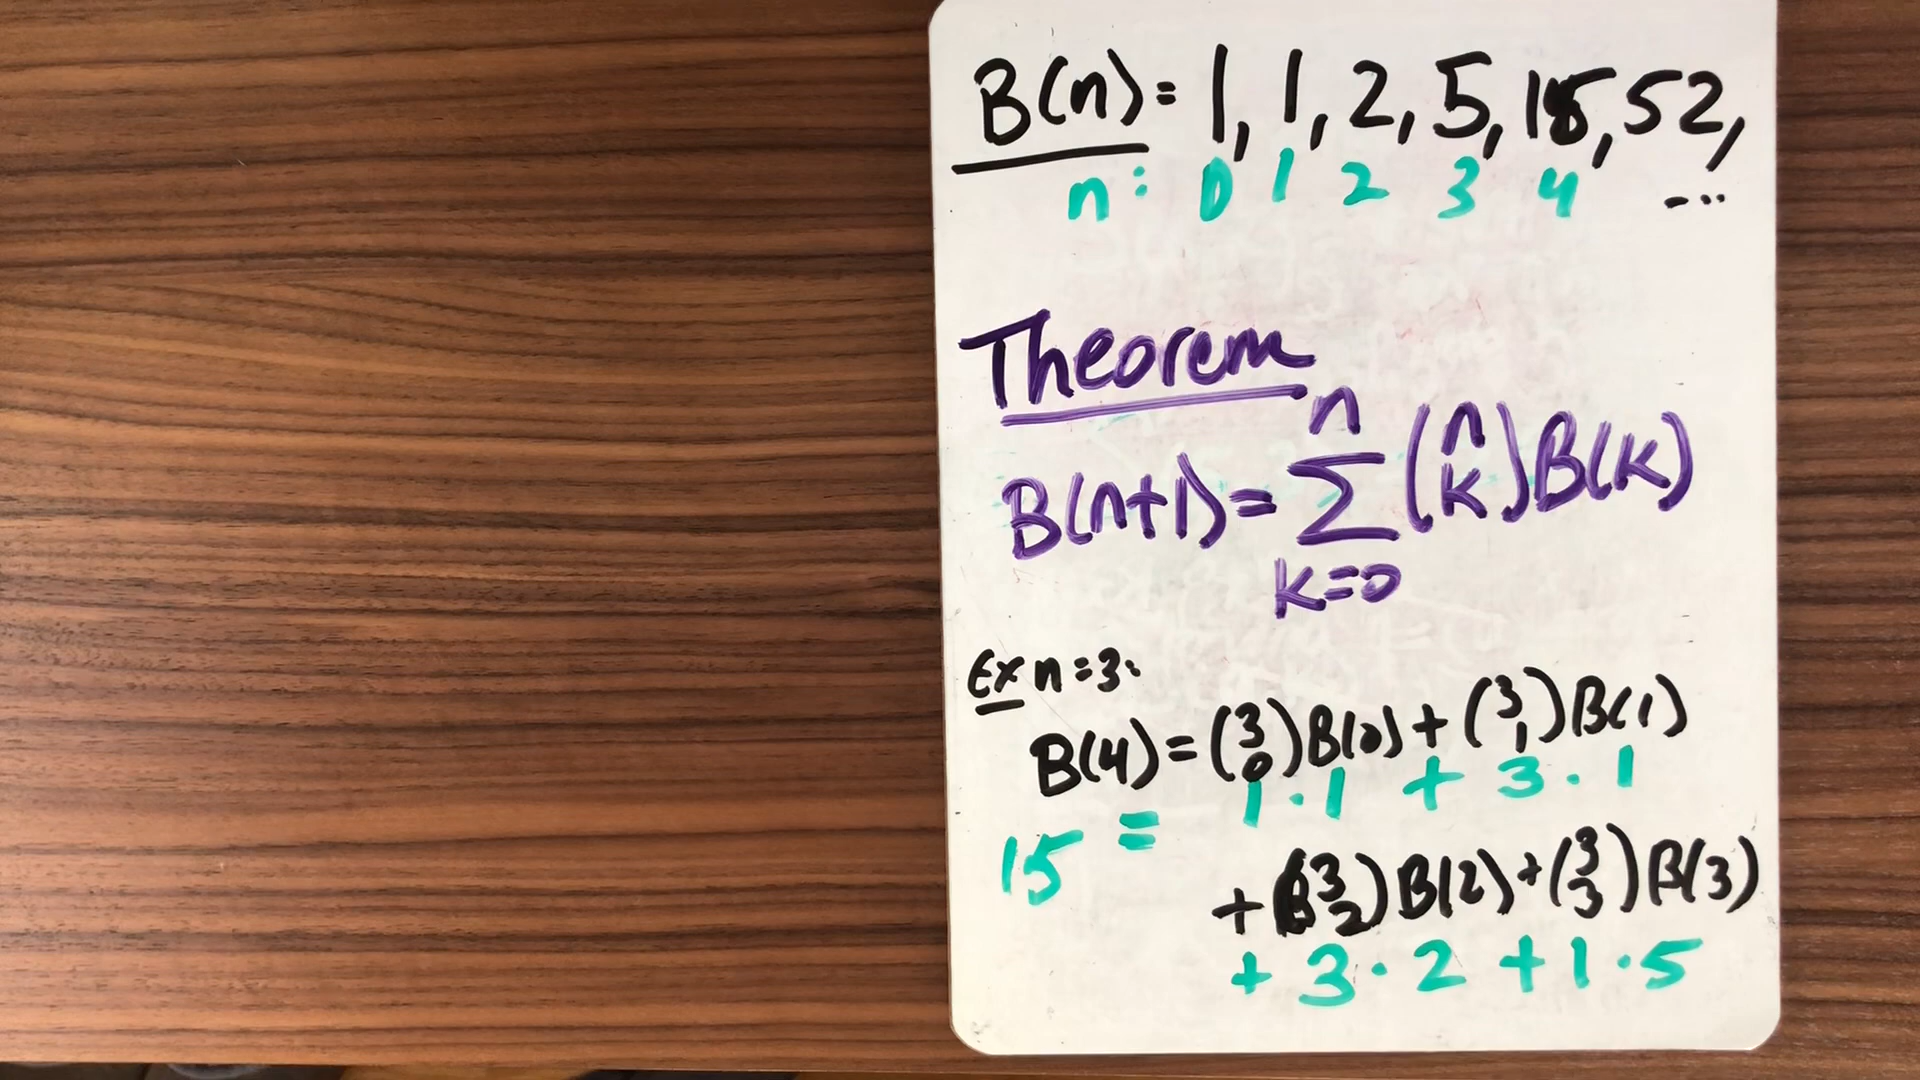 B(n) = 1, 1, 2, 5, 15, 52,
n: 0 1 2 3 4 ...
Theorem
n
B(n+1) = Σ (n k) B(k)
k=0
Ex n=3:
B(4) = (3 0) B(0) + (3 1) B(1)
1·1 + 3·1
15 =
+ (3 2) B(2) + (3 3) B(3)
+ 3·2 + 1·5